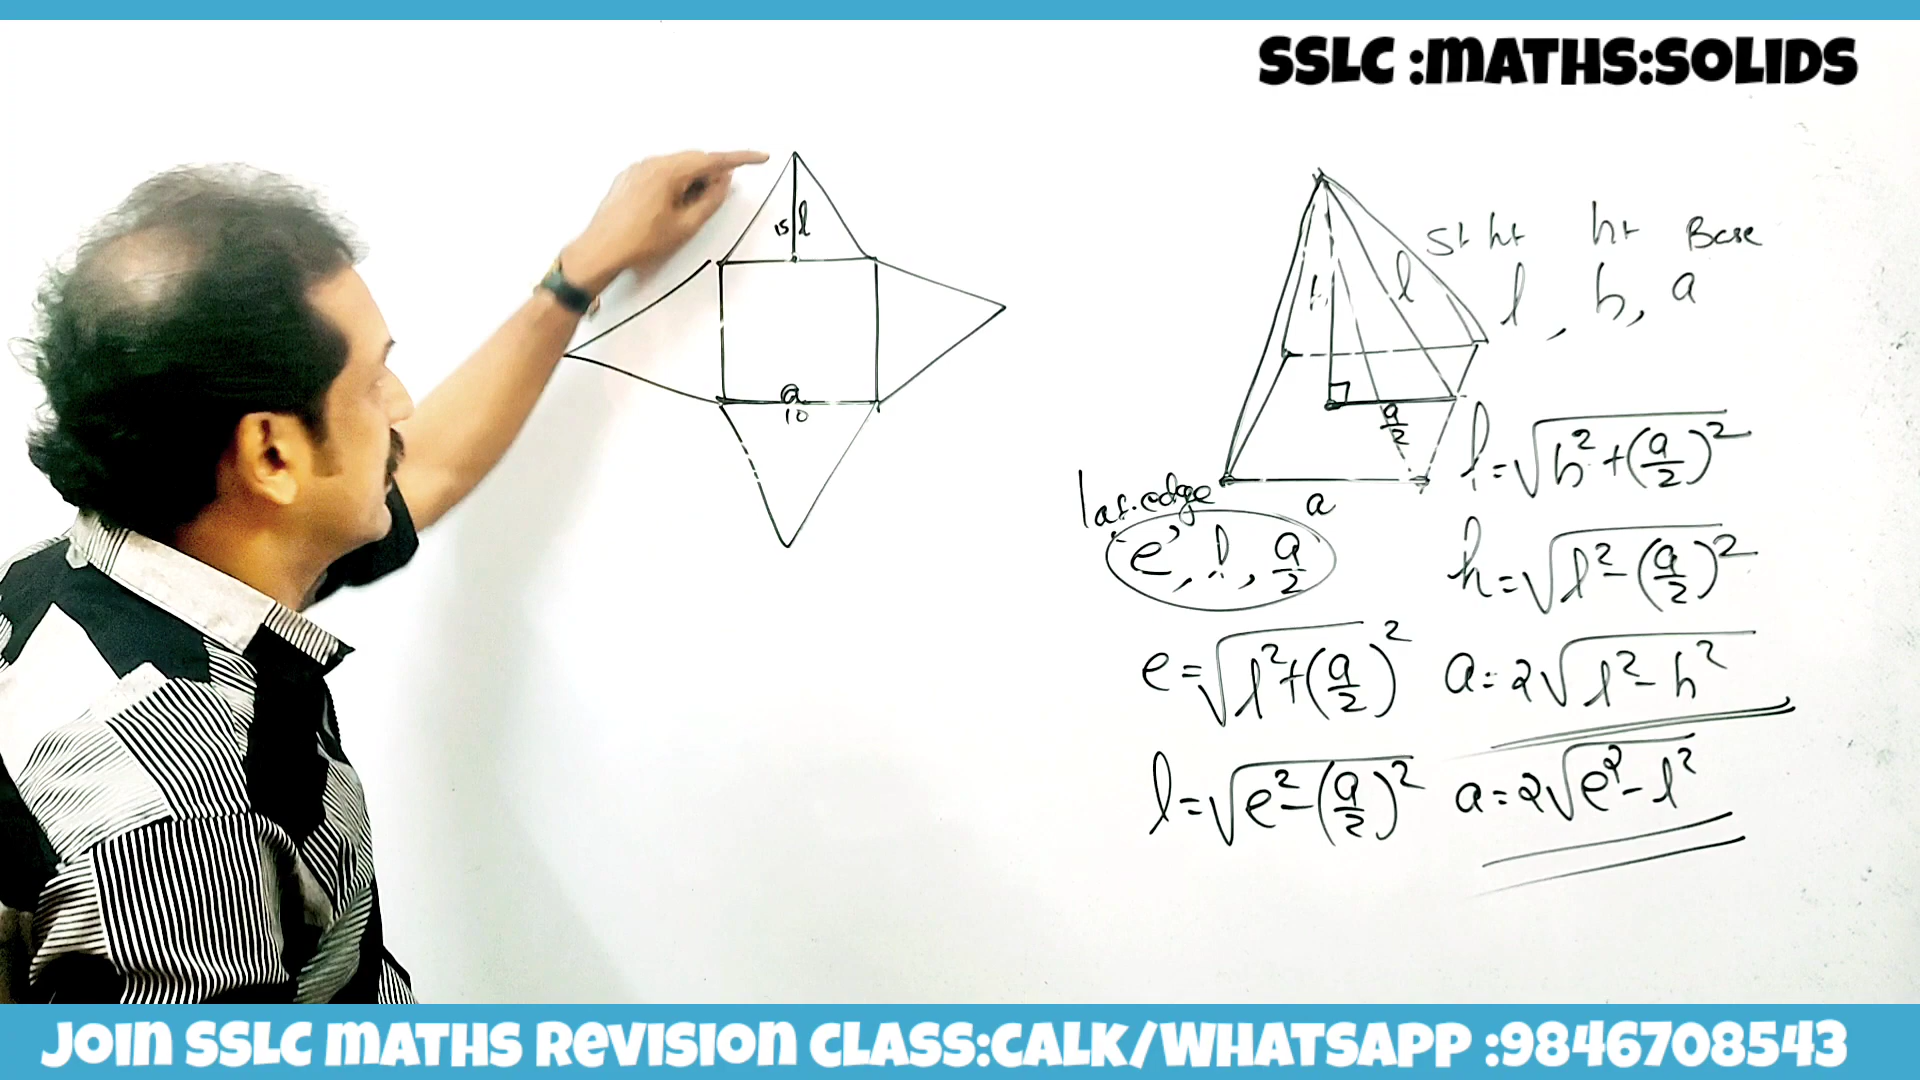 SSLC :MATHS:SOLIDS
15 l
a
10
St ht ht Base
l, h, a
h l
a/2
a
lat.edge
'e', l, a/2
l=√h²+(a/2)²
h=√l²-(a/2)²
e=√l²+(a/2)²
a=2√l²-h²
l=√e²-(a/2)²
a=2√e²-l²
JOIN SSLC MATHS REVISION CLASS:CALK/WHATSAPP :9846708543